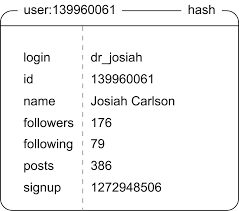 user:139960061 hash
login dr_josiah
id 139960061
name Josiah Carlson
followers 176
following 79
posts 386
signup 1272948506